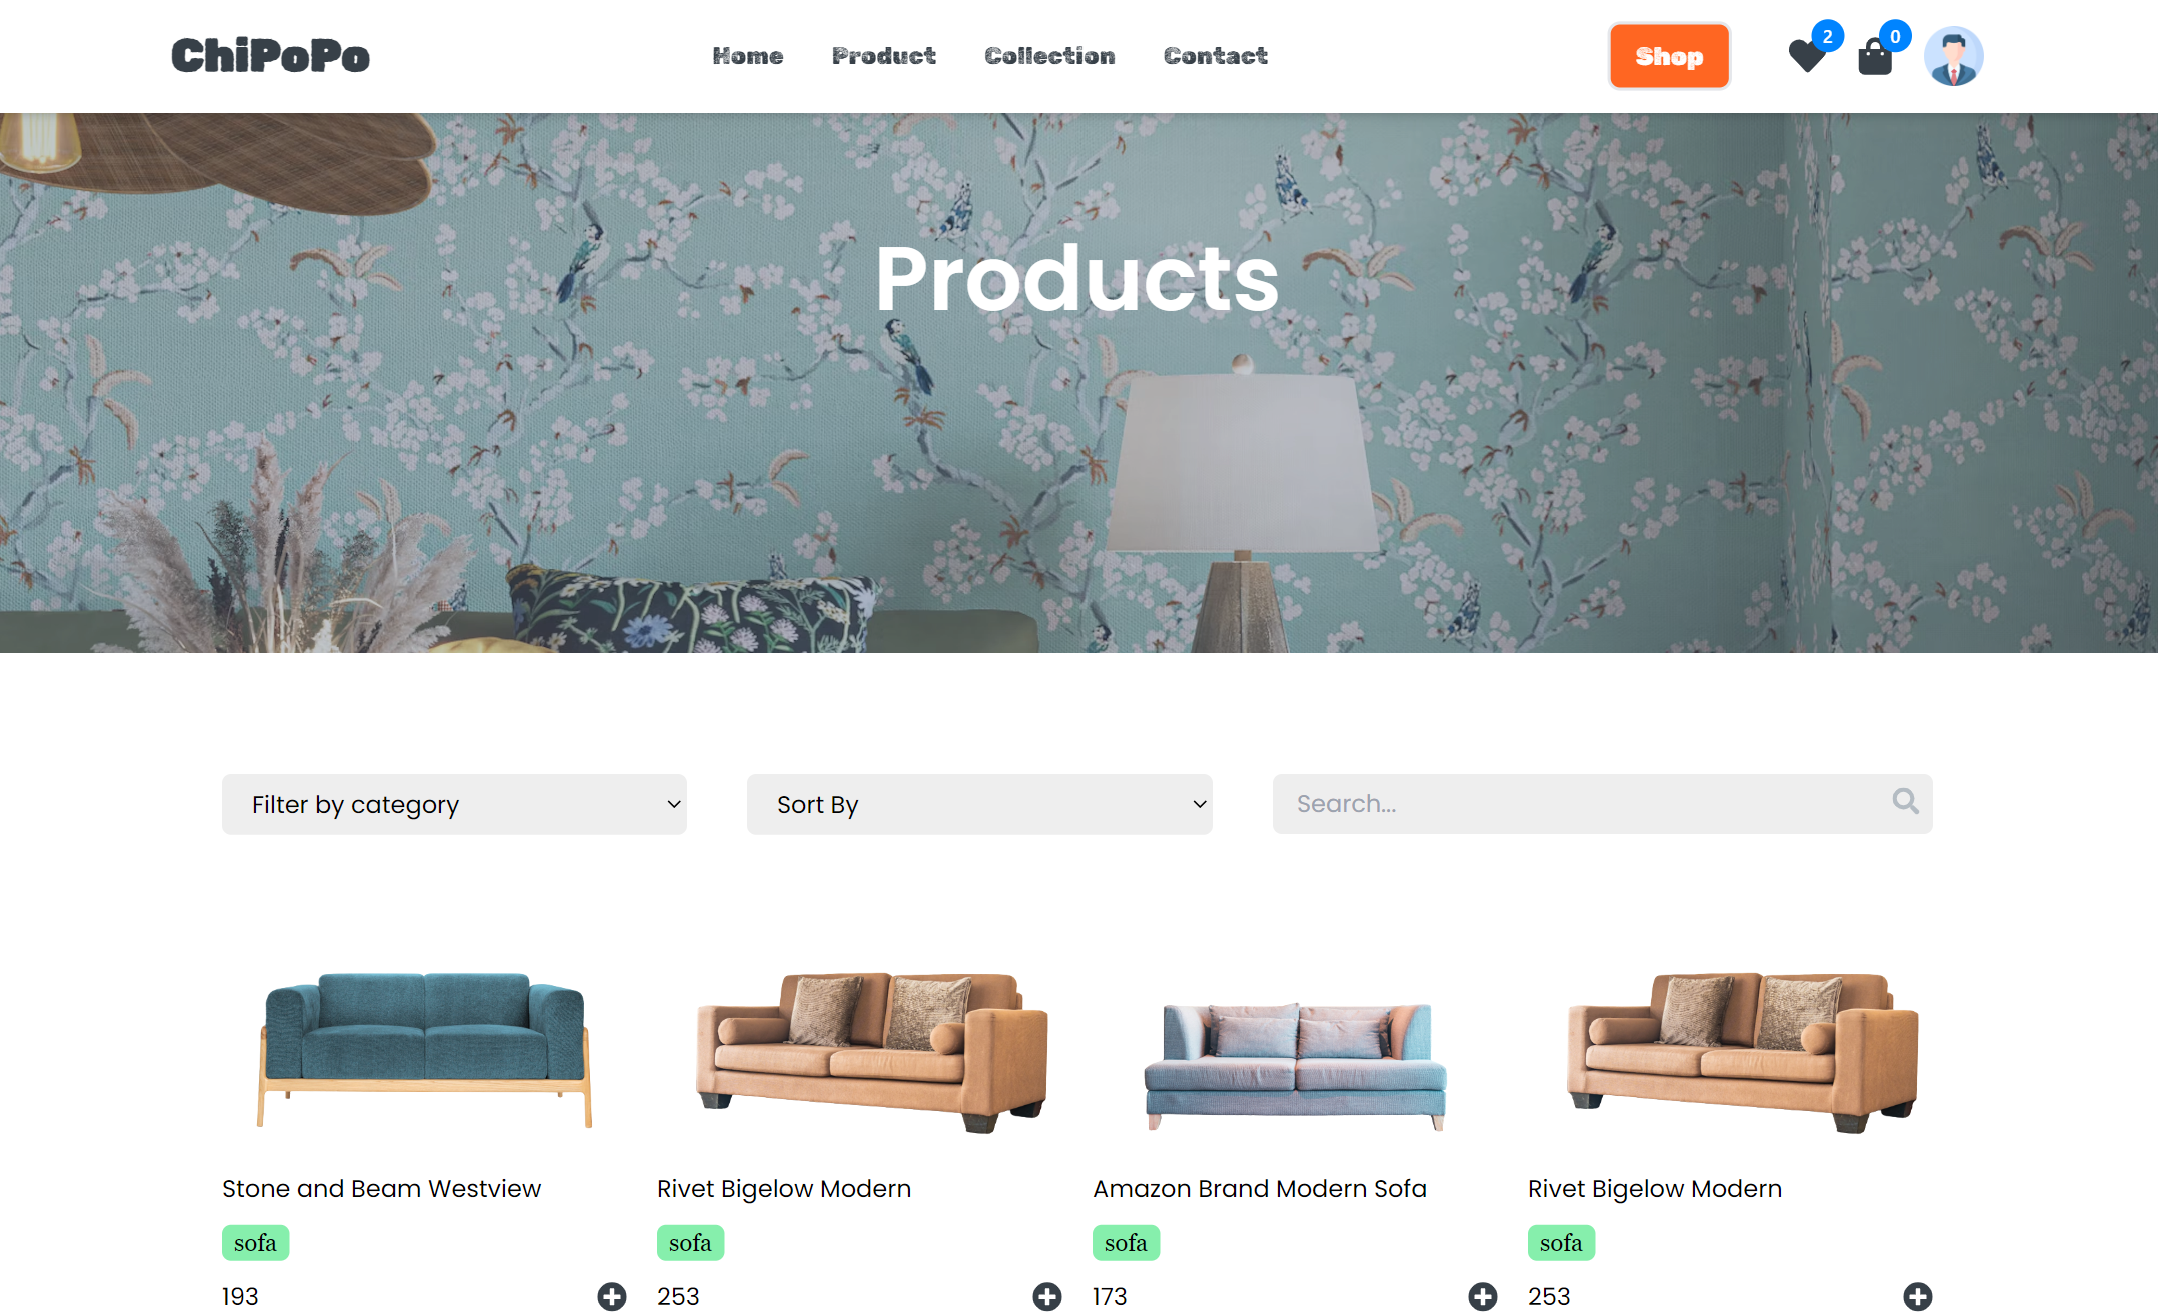 ChiPoPo
Home Product Collection Contact
Shop
2
0
Products
Filter by category
Sort By
Search...
Stone and Beam Westview
sofa
193
Rivet Bigelow Modern
sofa
253
Amazon Brand Modern Sofa
sofa
173
Rivet Bigelow Modern
sofa
253